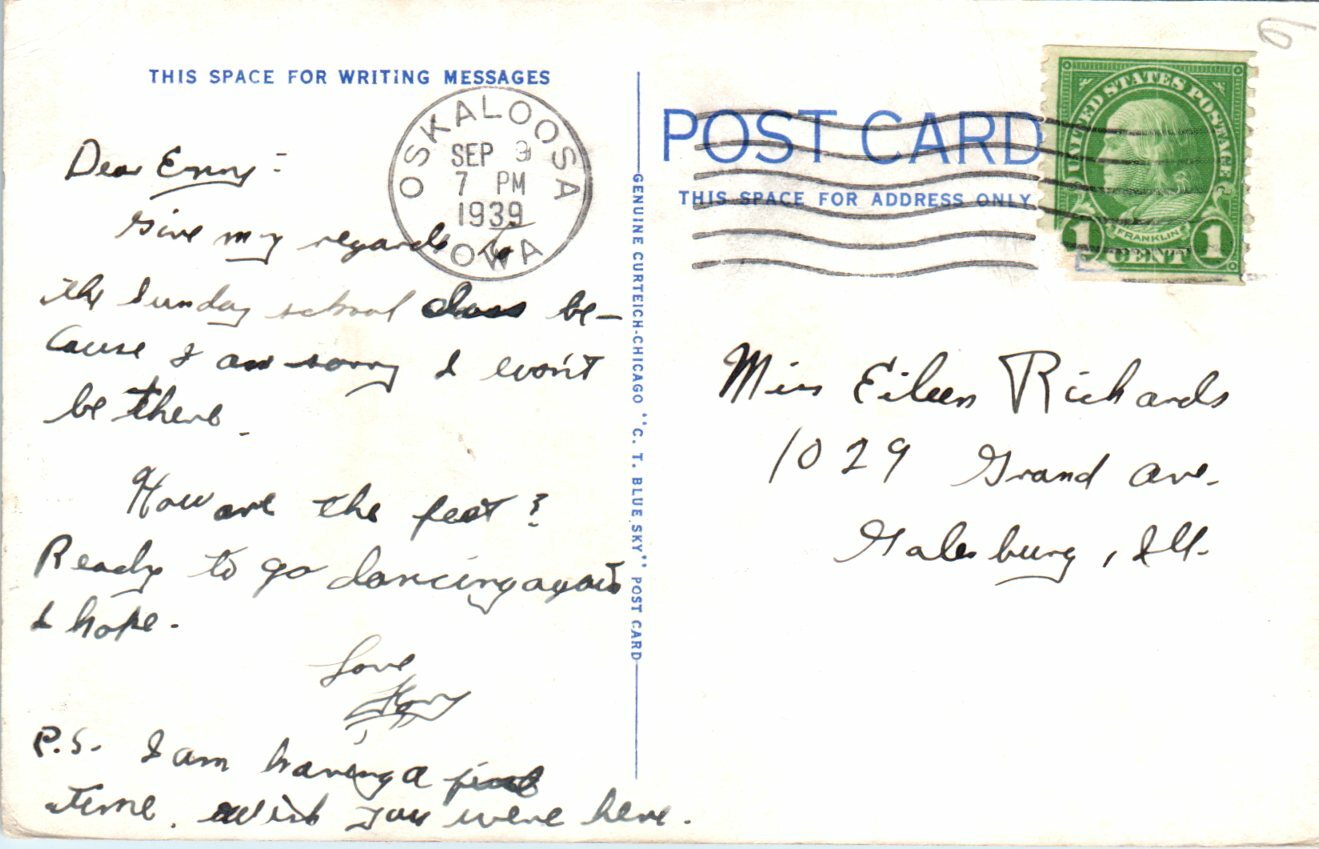 THIS SPACE FOR WRITING MESSAGES
OSKALOOSA
SEP 9
7 PM
1939
IOWA
Dear
Give my regards to
the Sunday school class be-
cause I am sorry I won't
be there.
How are the feet?
Ready to go dancing again
I hope.
Love
P.S. I am having a fine
time. Wish you were here.
GENUINE CURTEICH-CHICAGO "C. T. BLUE SKY" POST CARD
POST CARD
THIS SPACE FOR ADDRESS ONLY
UNITED STATES POSTAGE
FRANKLIN
1 CENT 1
Miss Eileen Richards
1029 Grand ave.
Galesburg, Ill.